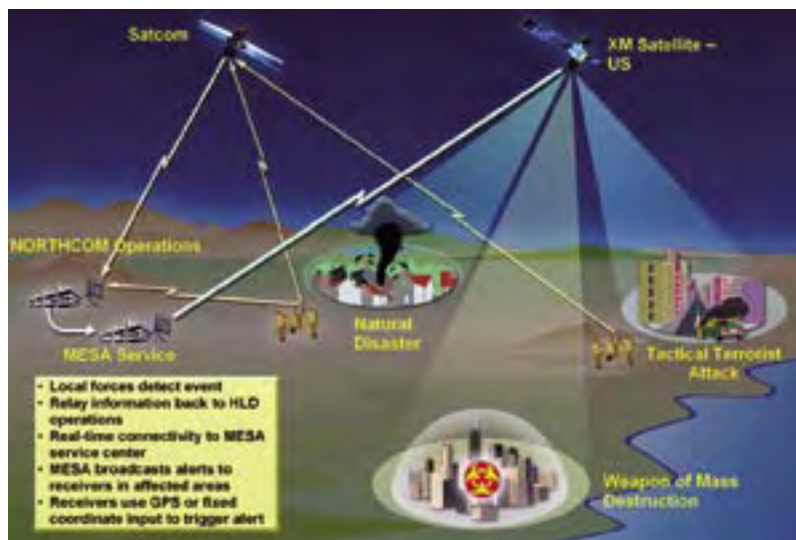 Satcom
XM Satellite –
US
NORTHCOM Operations
MESA Service
Natural
Disaster
Tactical Terrorist
Attack
Weapon of Mass
Destruction
• Local forces detect event
• Relay information back to HLD
operations
• Real-time connectivity to MESA
service center
• MESA broadcasts alerts to
receivers in affected areas
• Receivers use GPS or fixed
coordinate input to trigger alert